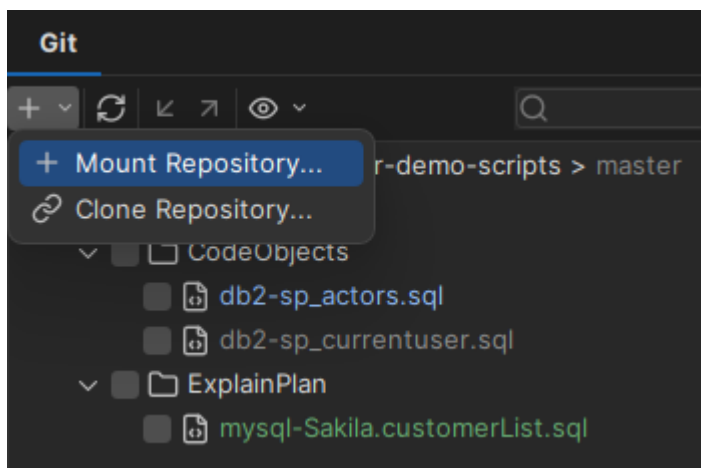 Git
Mount Repository...
r-demo-scripts > master
Clone Repository...
CodeObjects
db2-sp_actors.sql
db2-sp_currentuser.sql
ExplainPlan
mysql-Sakila.customerList.sql